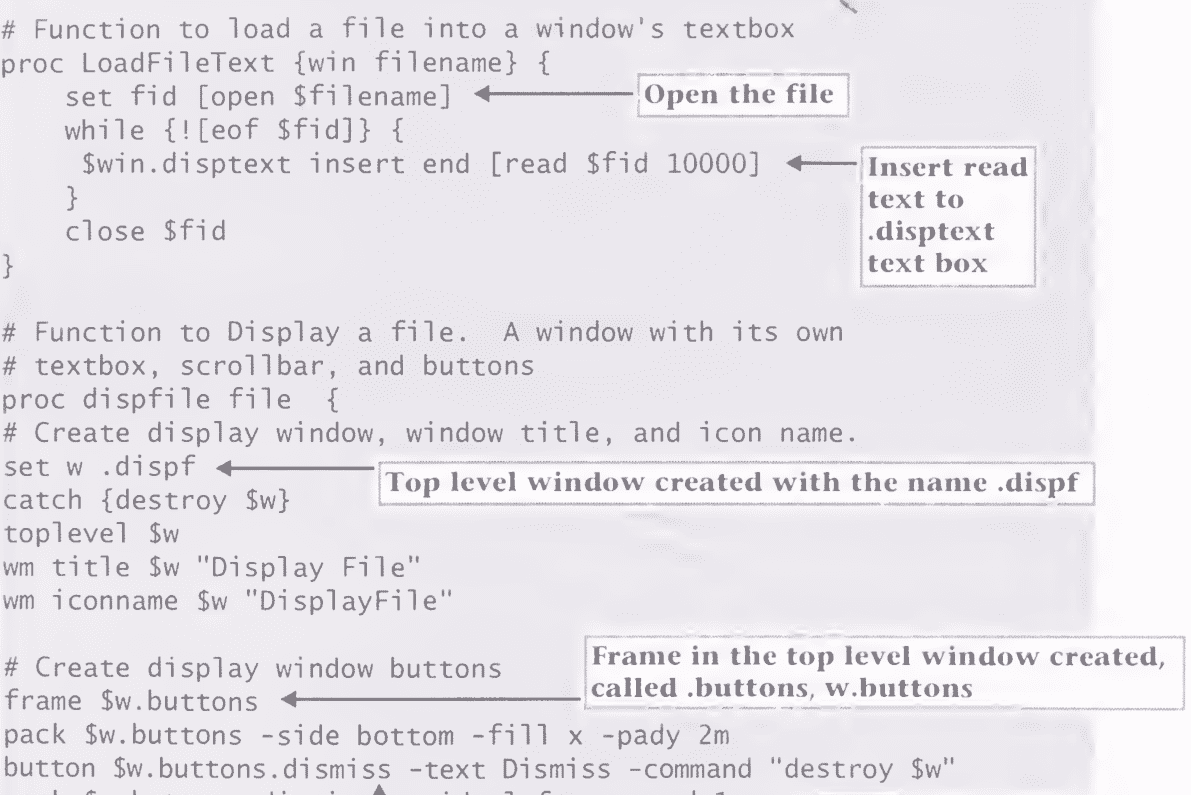 # Function to load a file into a window's textbox
proc LoadFileText {win filename} {
set fid [open $filename]
Open the file
while {![eof $fid]} {
$win.disptext insert end [read $fid 10000]
Insert read
text to
.disptext
text box
}
close $fid
}
# Function to Display a file.  A window with its own
# textbox, scrollbar, and buttons
proc dispfile file  {
# Create display window, window title, and icon name.
set w .dispf
Top level window created with the name .dispf
catch {destroy $w}
toplevel $w
wm title $w "Display File"
wm iconname $w "DisplayFile"
# Create display window buttons
frame $w.buttons
Frame in the top level window created,
called .buttons, w.buttons
pack $w.buttons -side bottom -fill x -pady 2m
button $w.buttons.dismiss -text Dismiss -command "destroy $w"